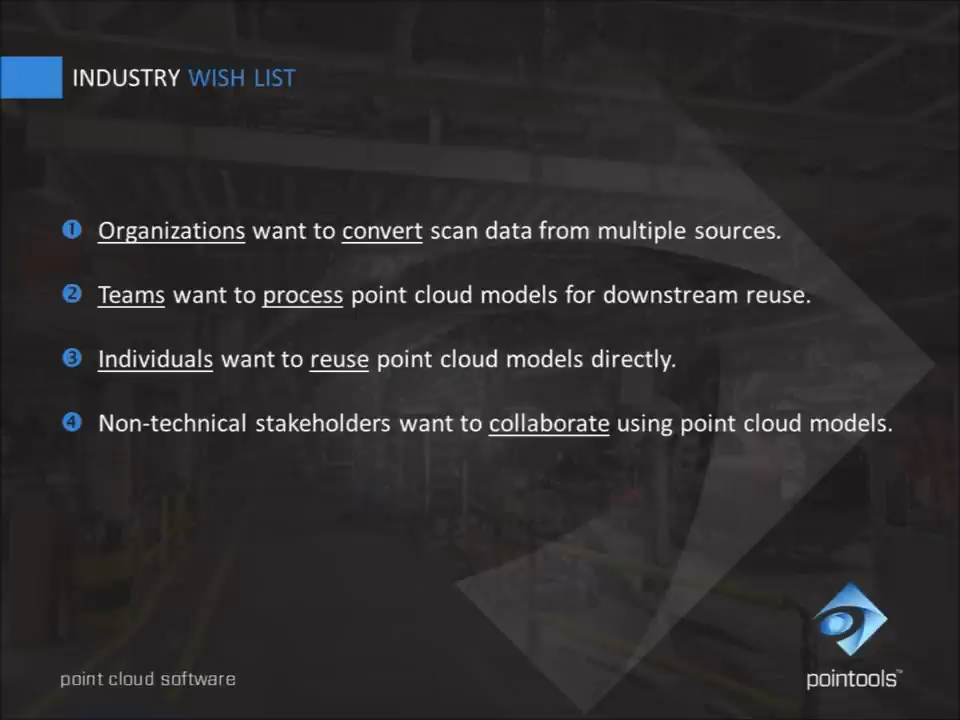 INDUSTRY WISH LIST
❶ Organizations want to convert scan data from multiple sources.
❷ Teams want to process point cloud models for downstream reuse.
❸ Individuals want to reuse point cloud models directly.
❹ Non-technical stakeholders want to collaborate using point cloud models.
point cloud software
pointools™